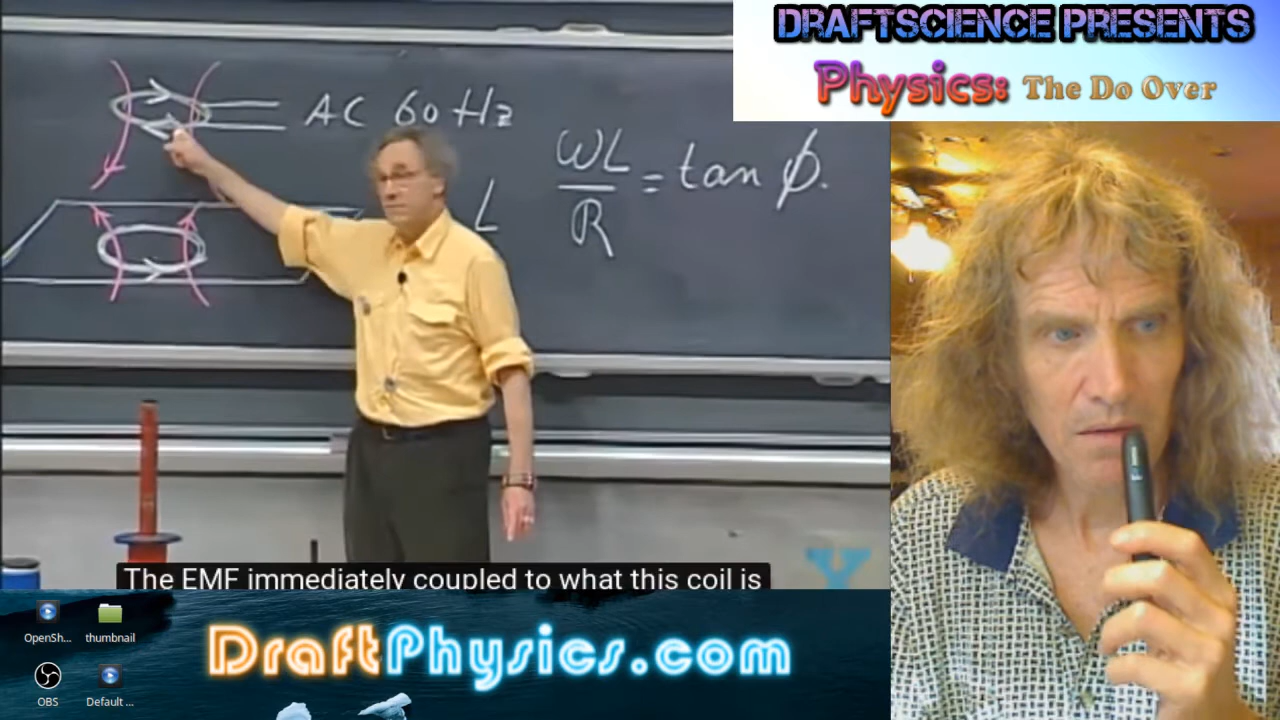 DRAFTSCIENCE PRESENTS
Physics: The Do Over
AC 60 Hz
ωL
— = tan φ.
R
L
The EMF immediately coupled to what this coil is
OpenSh... thumbnail
DraftPhysics.com
OBS Default ...